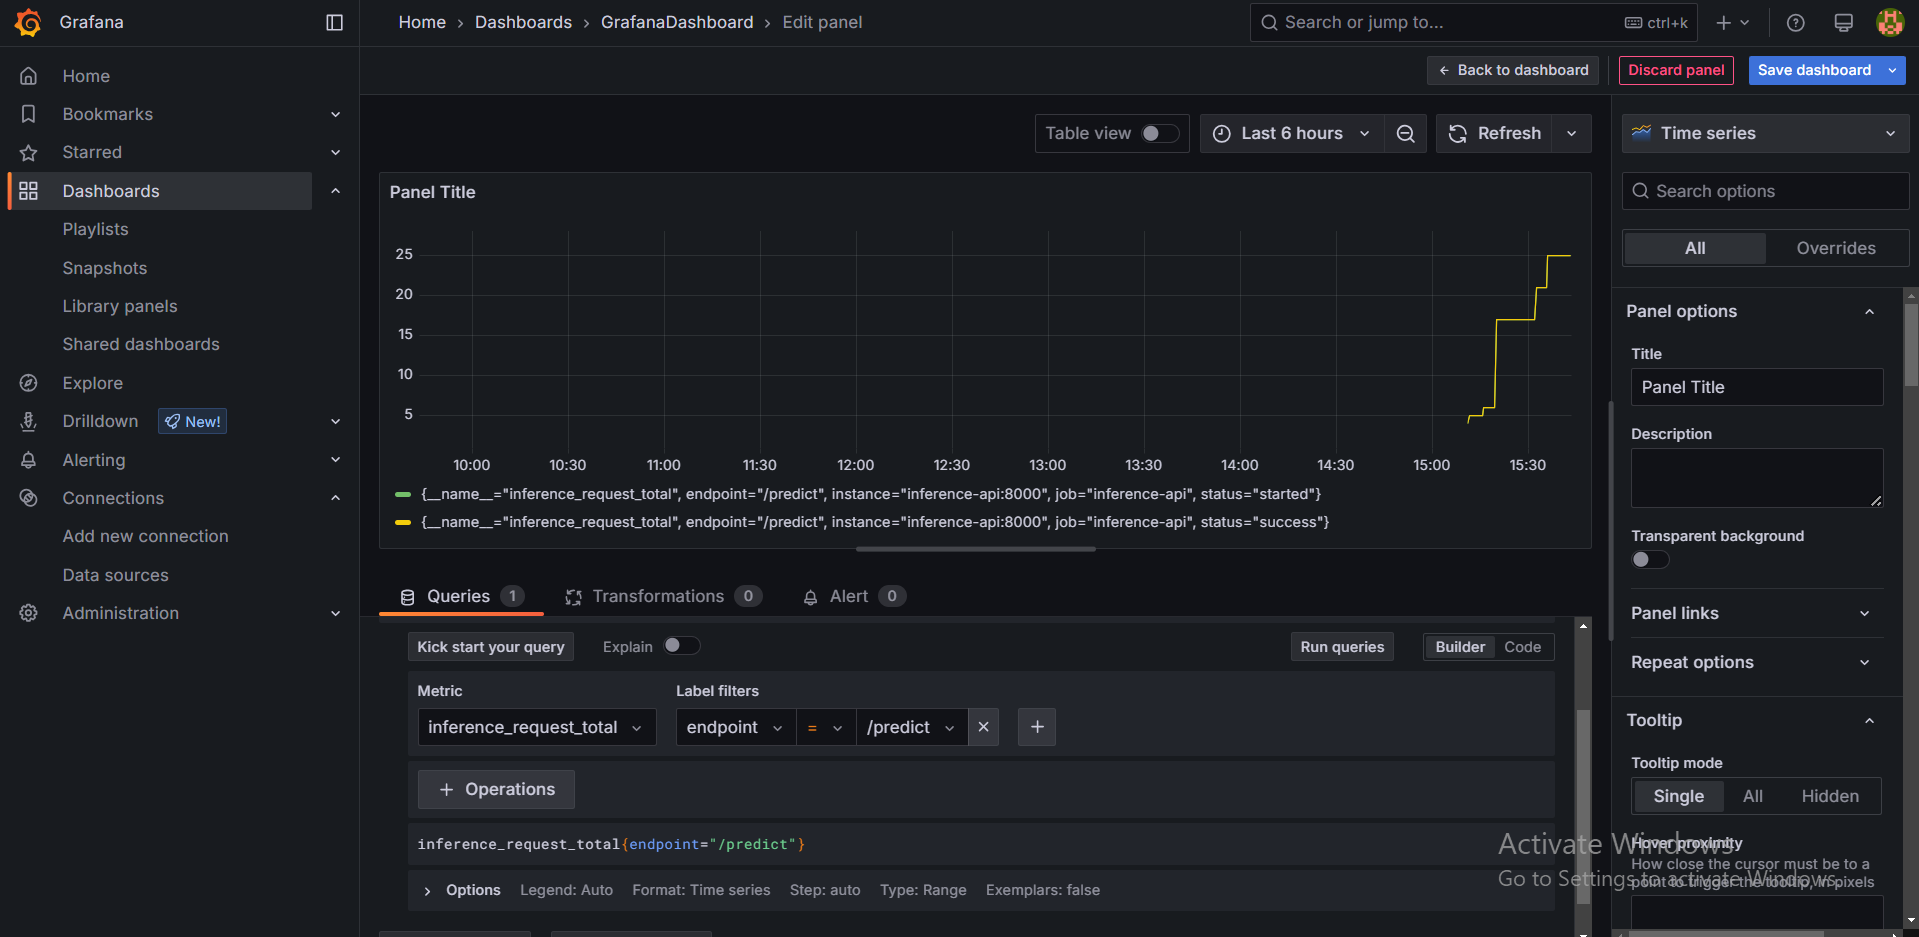 Grafana
Home › Dashboards › GrafanaDashboard › Edit panel
Search or jump to...
ctrl+k
Back to dashboard
Discard panel
Save dashboard
Home
Bookmarks
Starred
Dashboards
Playlists
Snapshots
Library panels
Shared dashboards
Explore
Drilldown
New!
Alerting
Connections
Add new connection
Data sources
Administration
Table view
Last 6 hours
Refresh
Panel Title
25
20
15
10
5
10:00 10:30 11:00 11:30 12:00 12:30 13:00 13:30 14:00 14:30 15:00 15:30
{__name__="inference_request_total", endpoint="/predict", instance="inference-api:8000", job="inference-api", status="started"}
{__name__="inference_request_total", endpoint="/predict", instance="inference-api:8000", job="inference-api", status="success"}
Queries 1
Transformations 0
Alert 0
Kick start your query
Explain
Run queries
Builder
Code
Metric
Label filters
inference_request_total
endpoint
=
/predict
+ Operations
inference_request_total{endpoint="/predict"}
Options
Legend: Auto
Format: Time series
Step: auto
Type: Range
Exemplars: false
Time series
Search options
All
Overrides
Panel options
Title
Panel Title
Description
Transparent background
Panel links
Repeat options
Tooltip
Tooltip mode
Single
All
Hidden
Hover proximity
How close the cursor must be to a
point to trigger the tooltip, in pixels
Activate Windows
Go to Settings to activate Windows.